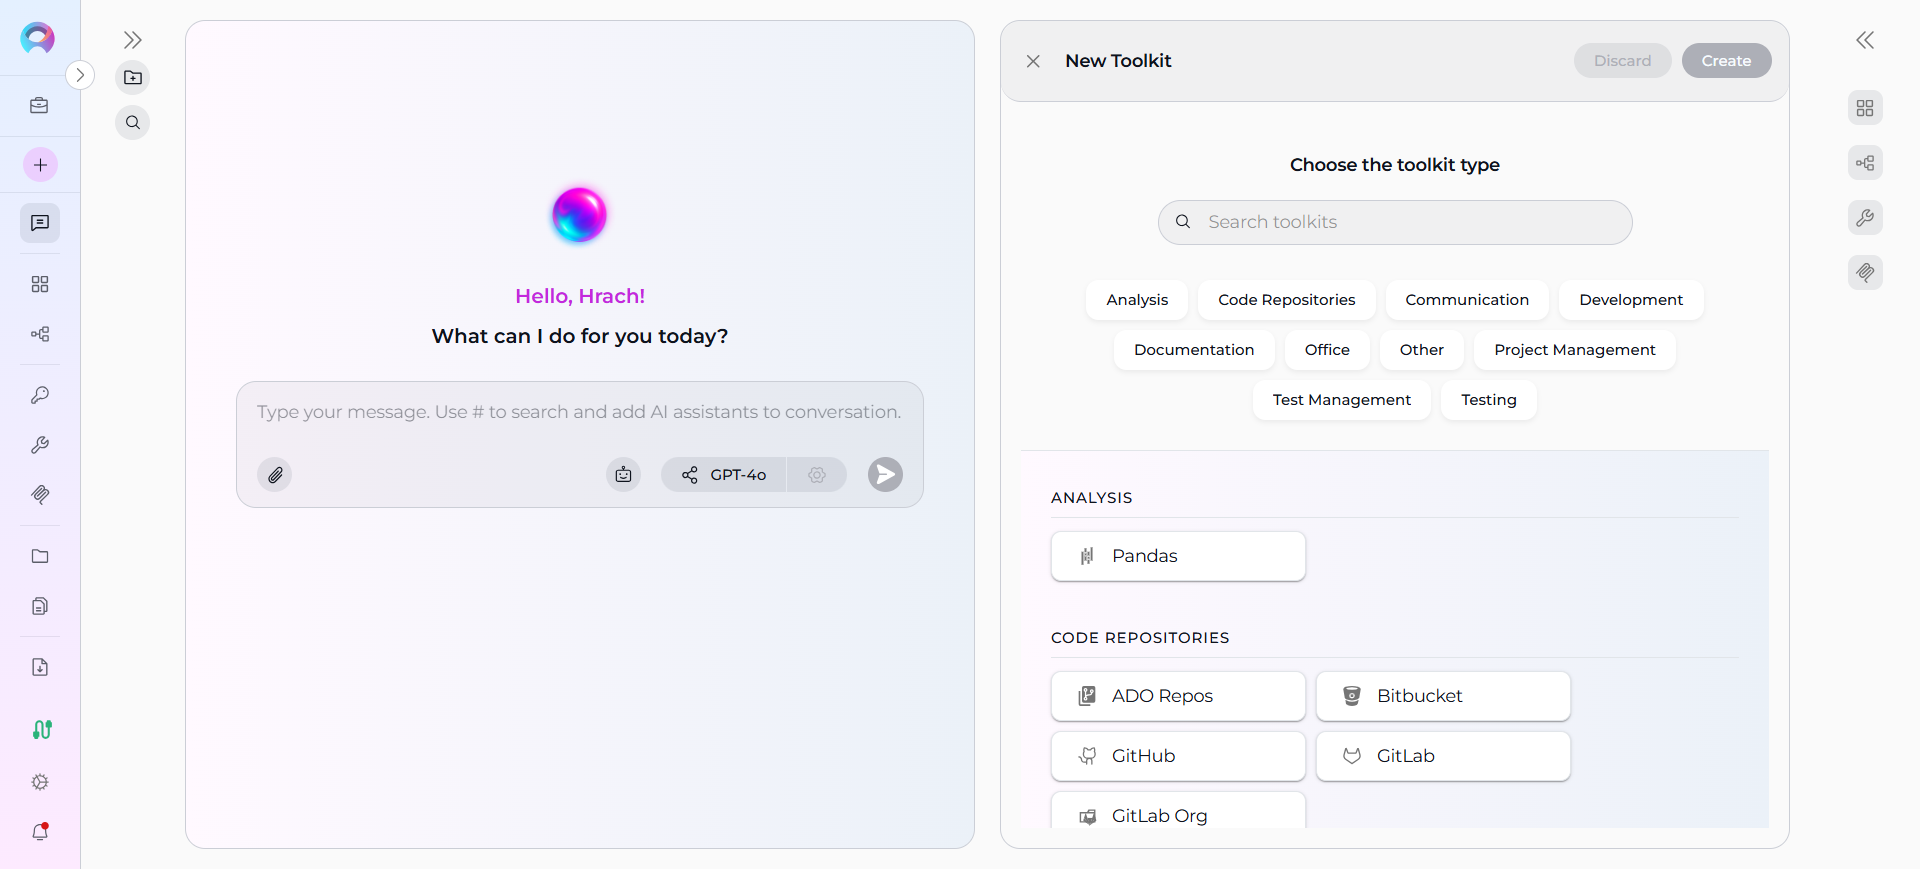 Hello, Hrach!
What can I do for you today?
Type your message. Use # to search and add AI assistants to conversation.
GPT-4o
New Toolkit
Discard
Create
Choose the toolkit type
Search toolkits
Analysis
Code Repositories
Communication
Development
Documentation
Office
Other
Project Management
Test Management
Testing
ANALYSIS
Pandas
CODE REPOSITORIES
ADO Repos
Bitbucket
GitHub
GitLab
GitLab Org